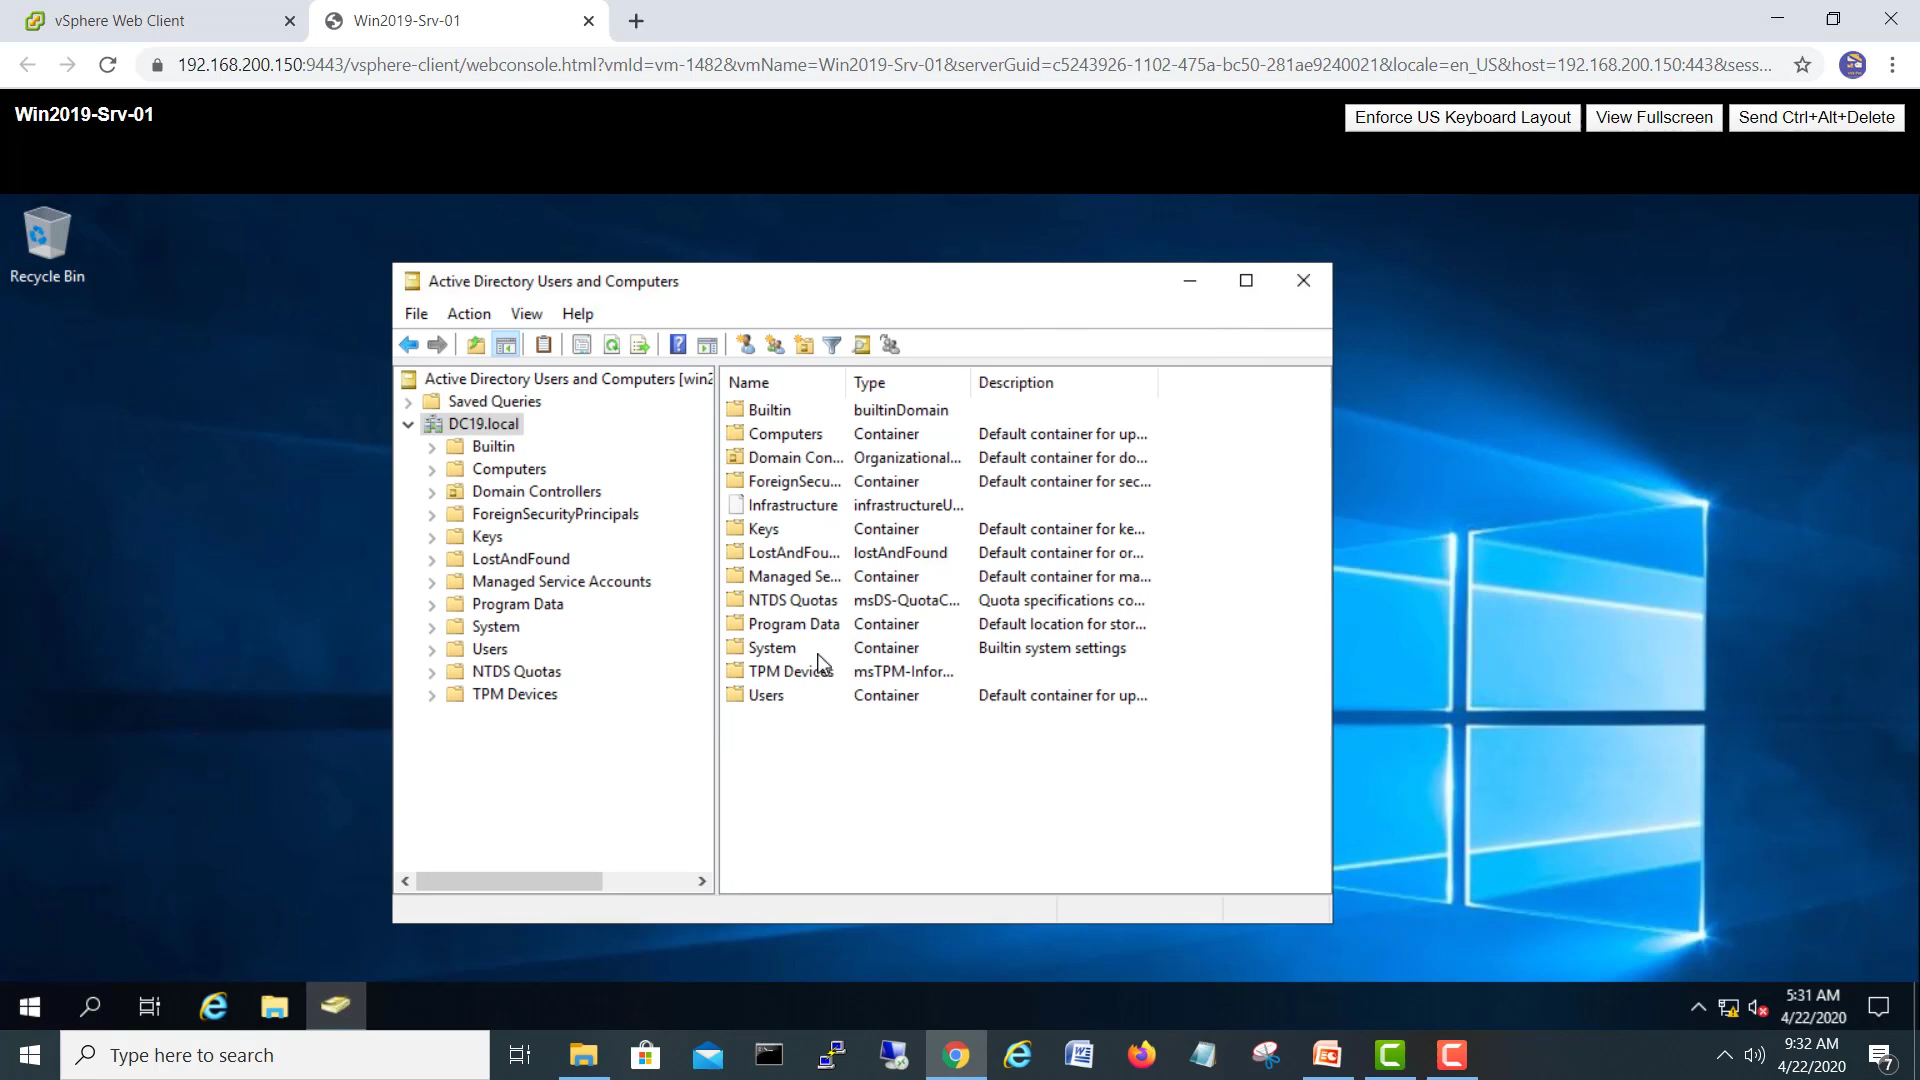 vSphere Web Client
Win2019-Srv-01
192.168.200.150:9443/vsphere-client/webconsole.html?vmId=vm-1482&vmName=Win2019-Srv-01&serverGuid=c5243926-1102-475a-bc50-281ae9240021&locale=en_US&host=192.168.200.150:443&sess...
Win2019-Srv-01
Enforce US Keyboard Layout
View Fullscreen
Send Ctrl+Alt+Delete
Recycle Bin
Active Directory Users and Computers
File Action View Help
Active Directory Users and Computers [win2
Saved Queries
DC19.local
Builtin
Computers
Domain Controllers
ForeignSecurityPrincipals
Keys
LostAndFound
Managed Service Accounts
Program Data
System
Users
NTDS Quotas
TPM Devices
Name Type Description
Builtin builtinDomain
Computers Container Default container for up...
Domain Con... Organizational... Default container for do...
ForeignSecu... Container Default container for sec...
Infrastructure infrastructureU...
Keys Container Default container for ke...
LostAndFou... lostAndFound Default container for or...
Managed Se... Container Default container for ma...
NTDS Quotas msDS-QuotaC... Quota specifications co...
Program Data Container Default location for stor...
System Container Builtin system settings
TPM Devices msTPM-Infor...
Users Container Default container for up...
5:31 AM
4/22/2020
Type here to search
9:32 AM
4/22/2020
7